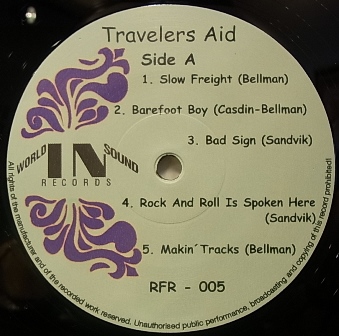 Travelers Aid
Side A
1. Slow Freight (Bellman)
2. Barefoot Boy (Casdin-Bellman)
3. Bad Sign (Sandvik)
WORLD IN SOUND
RECORDS
4. Rock And Roll Is Spoken Here
(Sandvik)
5. Makin´Tracks (Bellman)
RFR - 005
All rights of the manufacturer and of the recorded work reserved. Unauthorised public performance, broadcasting and copying of this record prohibited!